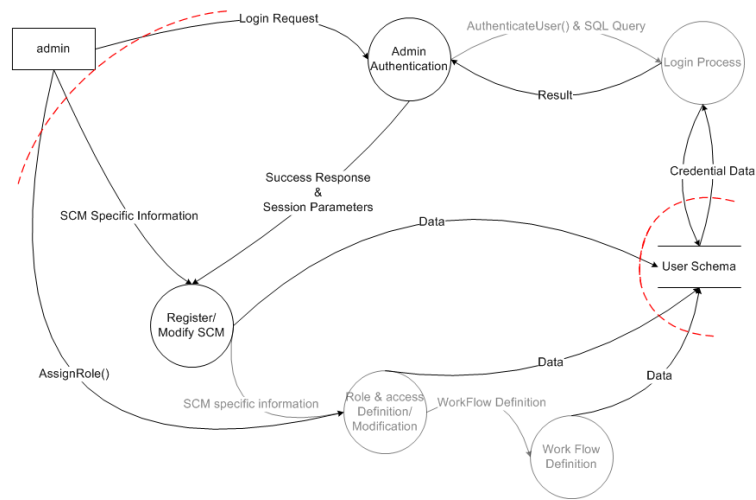 Login Request
AuthenticateUser() & SQL Query
admin
Admin
Authentication
Login Process
Result
Credential Data
Success Response
&
Session Parameters
SCM Specific Information
Data
User Schema
Register/
Modify SCM
Data
AssignRole()
Data
SCM specific information
Role & access
Definition/
Modification
WorkFlow Definition
Work Flow
Definition